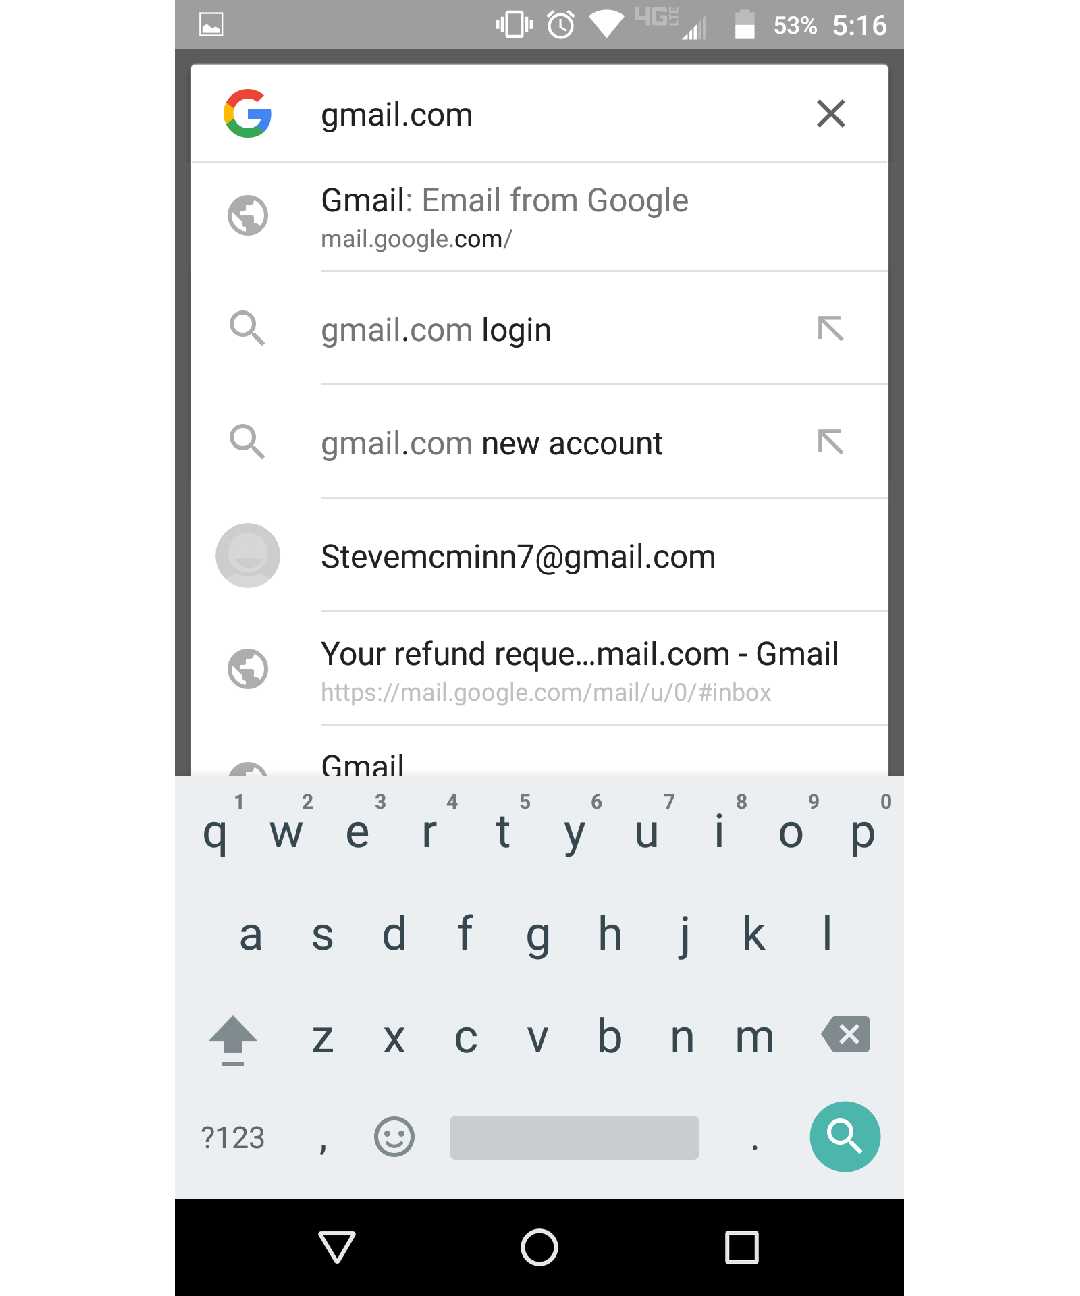 4G LTE 53% 5:16
gmail.com
Gmail: Email from Google
mail.google.com/
gmail.com login
gmail.com new account
Stevemcminn7@gmail.com
Your refund reque...mail.com - Gmail
https://mail.google.com/mail/u/0/#inbox
Gmail
1 2 3 4 5 6 7 8 9 0
q w e r t y u i o p
a s d f g h j k l
z x c v b n m
?123 , .